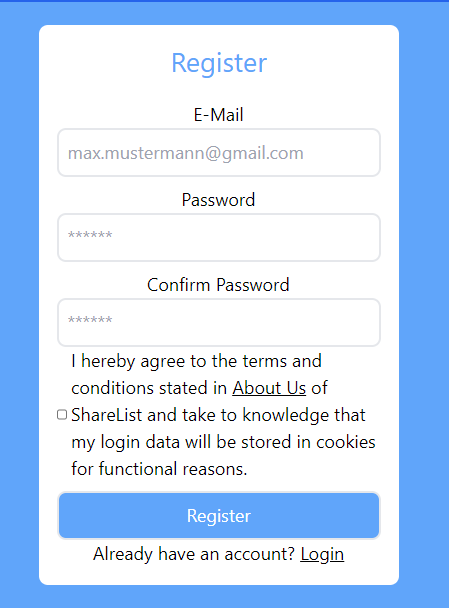 Register
E-Mail
max.mustermann@gmail.com
Password
******
Confirm Password
******
I hereby agree to the terms and
conditions stated in About Us of
ShareList and take to knowledge that
my login data will be stored in cookies
for functional reasons.
Register
Already have an account? Login